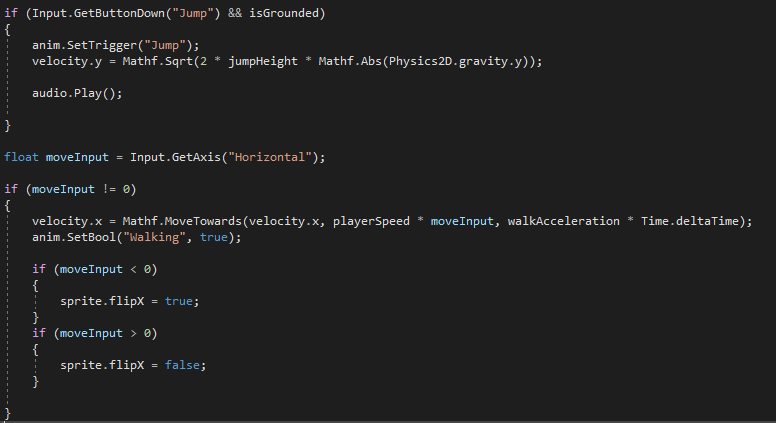 if (Input.GetButtonDown("Jump") && isGrounded)
{
anim.SetTrigger("Jump");
velocity.y = Mathf.Sqrt(2 * jumpHeight * Mathf.Abs(Physics2D.gravity.y));
audio.Play();
}
float moveInput = Input.GetAxis("Horizontal");
if (moveInput != 0)
{
velocity.x = Mathf.MoveTowards(velocity.x, playerSpeed * moveInput, walkAcceleration * Time.deltaTime);
anim.SetBool("Walking", true);
if (moveInput < 0)
{
sprite.flipX = true;
}
if (moveInput > 0)
{
sprite.flipX = false;
}
}